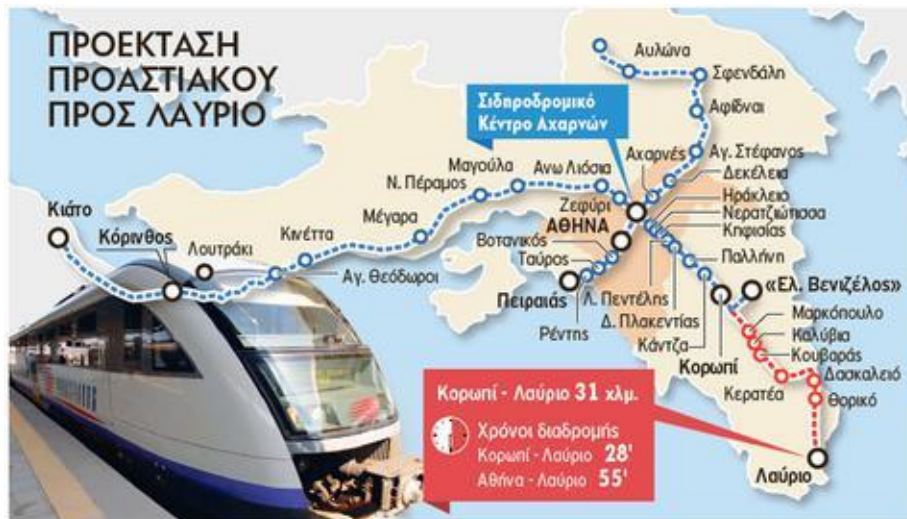 ΠΡΟΕΚΤΑΣΗ
ΠΡΟΑΣΤΙΑΚΟΥ
ΠΡΟΣ ΛΑΥΡΙΟ
Αυλώνα
Σφενδάλη
Αφίδναι
Σιδηροδρομικό
Κέντρο Αχαρνών
Αχαρνές
Αγ. Στέφανος
Δεκέλεια
Μαγούλα
Ανω Λιόσια
Ν. Πέραμος
Ηράκλειο
Ζεφύρι
Νερατζιώτισσα
Κηφισίας
ΑΘΗΝΑ
Μέγαρα
Κιάτο
Κινέττα
Κόρινθος
Λουτράκι
Βοτανικός
Ταύρος
Παλλήνη
Αγ. Θεόδωροι
«Ελ. Βενιζέλος»
Πειραιάς
Λ. Πεντέλης
Μαρκόπουλο
Ρέντης
Δ. Πλακεντίας
Καλύβια
Κάντζα
Κουβαράς
Κορωπί
Δασκαλειό
Κερατέα
Θορικό
Κορωπί - Λαύριο 31 χλμ.
Χρόνοι διαδρομής
Κορωπί - Λαύριο 28'
Αθήνα - Λαύριο 55'
Λαύριο